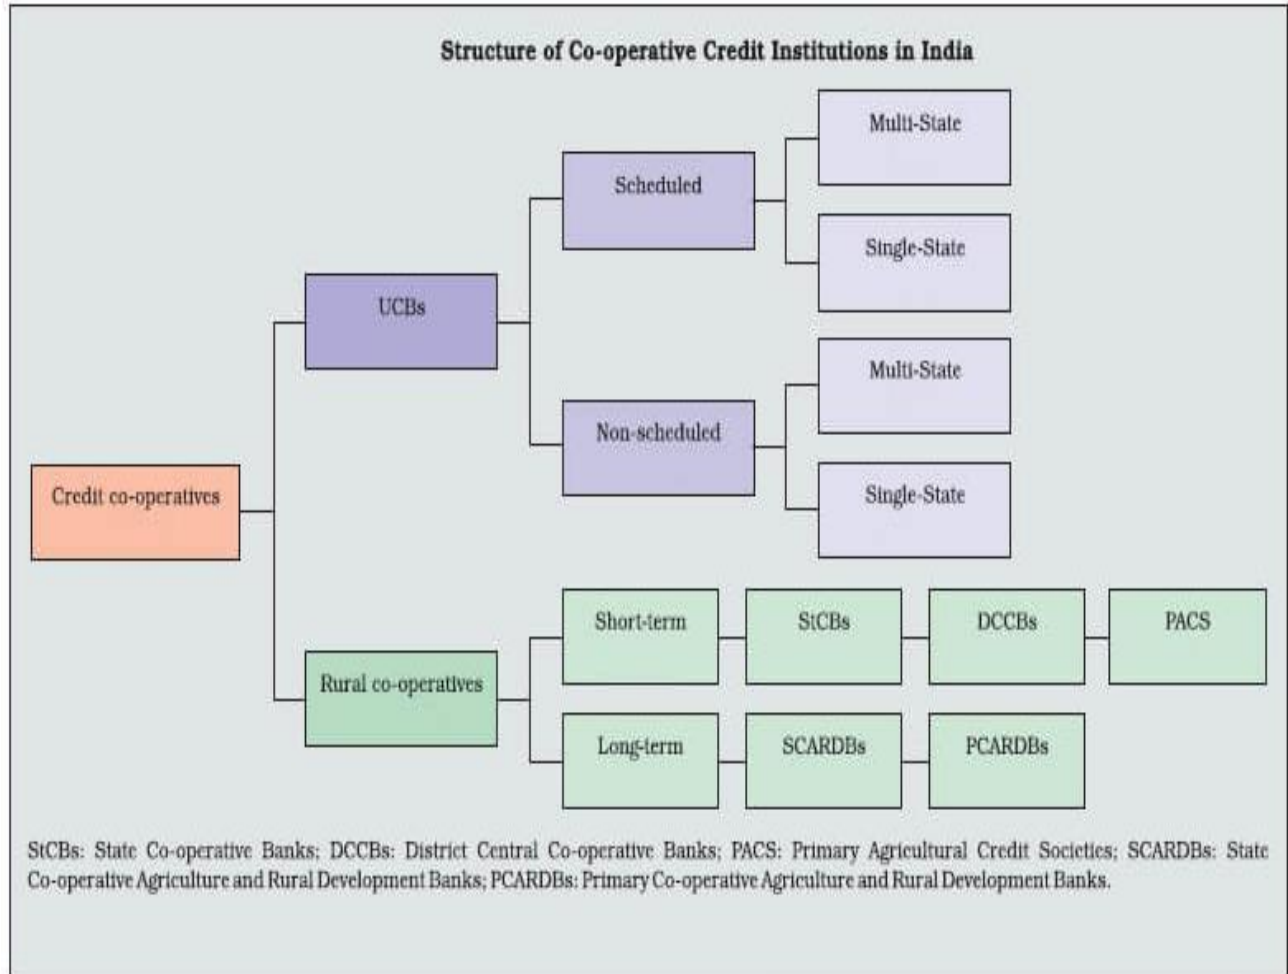 Structure of Co-operative Credit Institutions in India
Multi-State
Scheduled
Single-State
UCBs
Multi-State
Non-scheduled
Single-State
Credit co-operatives
Short-term
StCBs
DCCBs
PACS
Rural co-operatives
Long-term
SCARDBs
PCARDBs
StCBs: State Co-operative Banks; DCCBs: District Central Co-operative Banks; PACS: Primary Agricultural Credit Societies; SCARDBs: State
Co-operative Agriculture and Rural Development Banks; PCARDBs: Primary Co-operative Agriculture and Rural Development Banks.